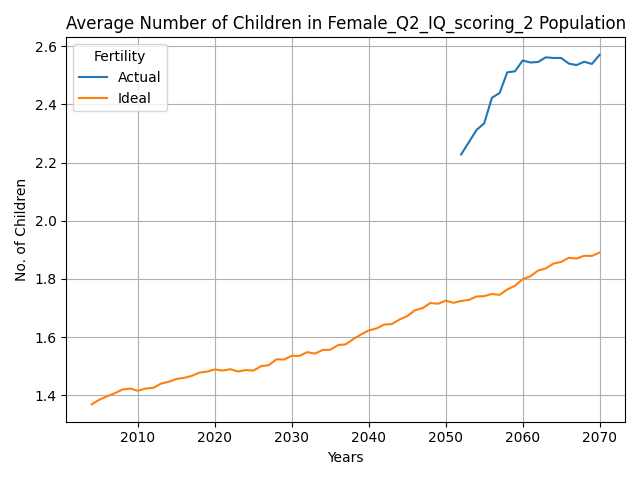 Average Number of Children in Female_Q2_IQ_scoring_2 Population
Fertility
Actual
Ideal
2.6
2.4
2.2
2.0
1.8
1.6
1.4
No. of Children
2010 2020 2030 2040 2050 2060 2070
Years